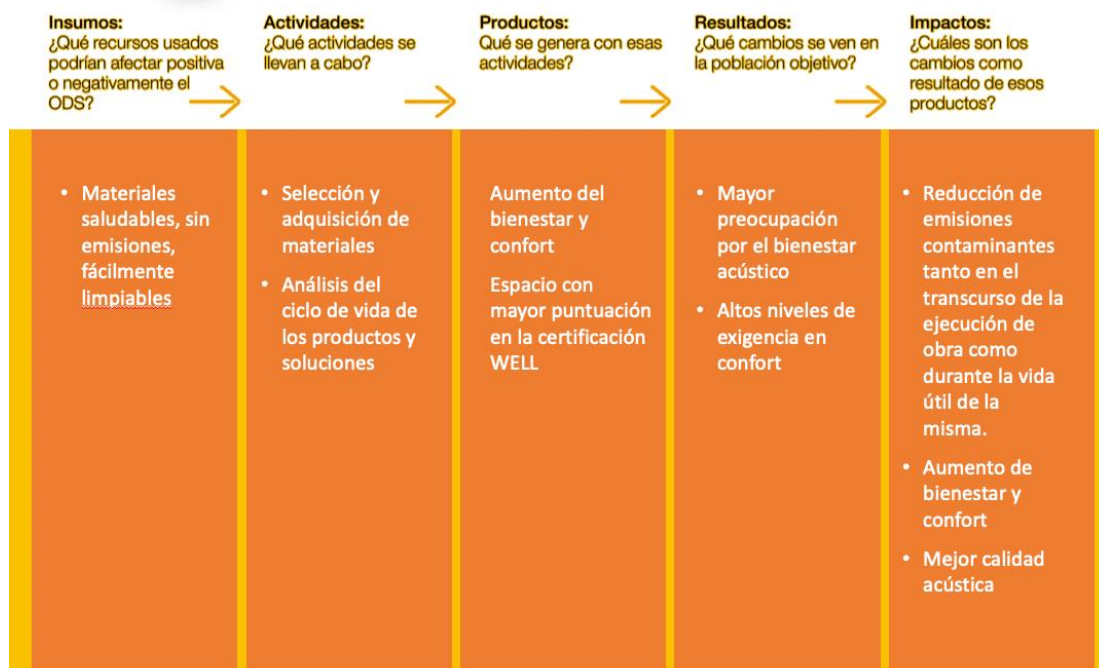 Insumos:
¿Qué recursos usados
podrían afectar positiva
o negativamente el
ODS?
Actividades:
¿Qué actividades se
llevan a cabo?
Productos:
Qué se genera con esas
actividades?
Resultados:
¿Qué cambios se ven en
la población objetivo?
Impactos:
¿Cuáles son los
cambios como
resultado de esos
productos?
• Materiales
saludables, sin
emisiones,
fácilmente
limpiables
• Selección y
adquisición de
materiales
• Análisis del
ciclo de vida de
los productos y
soluciones
Aumento del
bienestar y
confort
Espacio con
mayor puntuación
en la certificación
WELL
• Mayor
preocupación
por el bienestar
acústico
• Altos niveles de
exigencia en
confort
• Reducción de
emisiones
contaminantes
tanto en el
transcurso de la
ejecución de
obra como
durante la vida
útil de la
misma.
• Aumento de
bienestar y
confort
• Mejor calidad
acústica